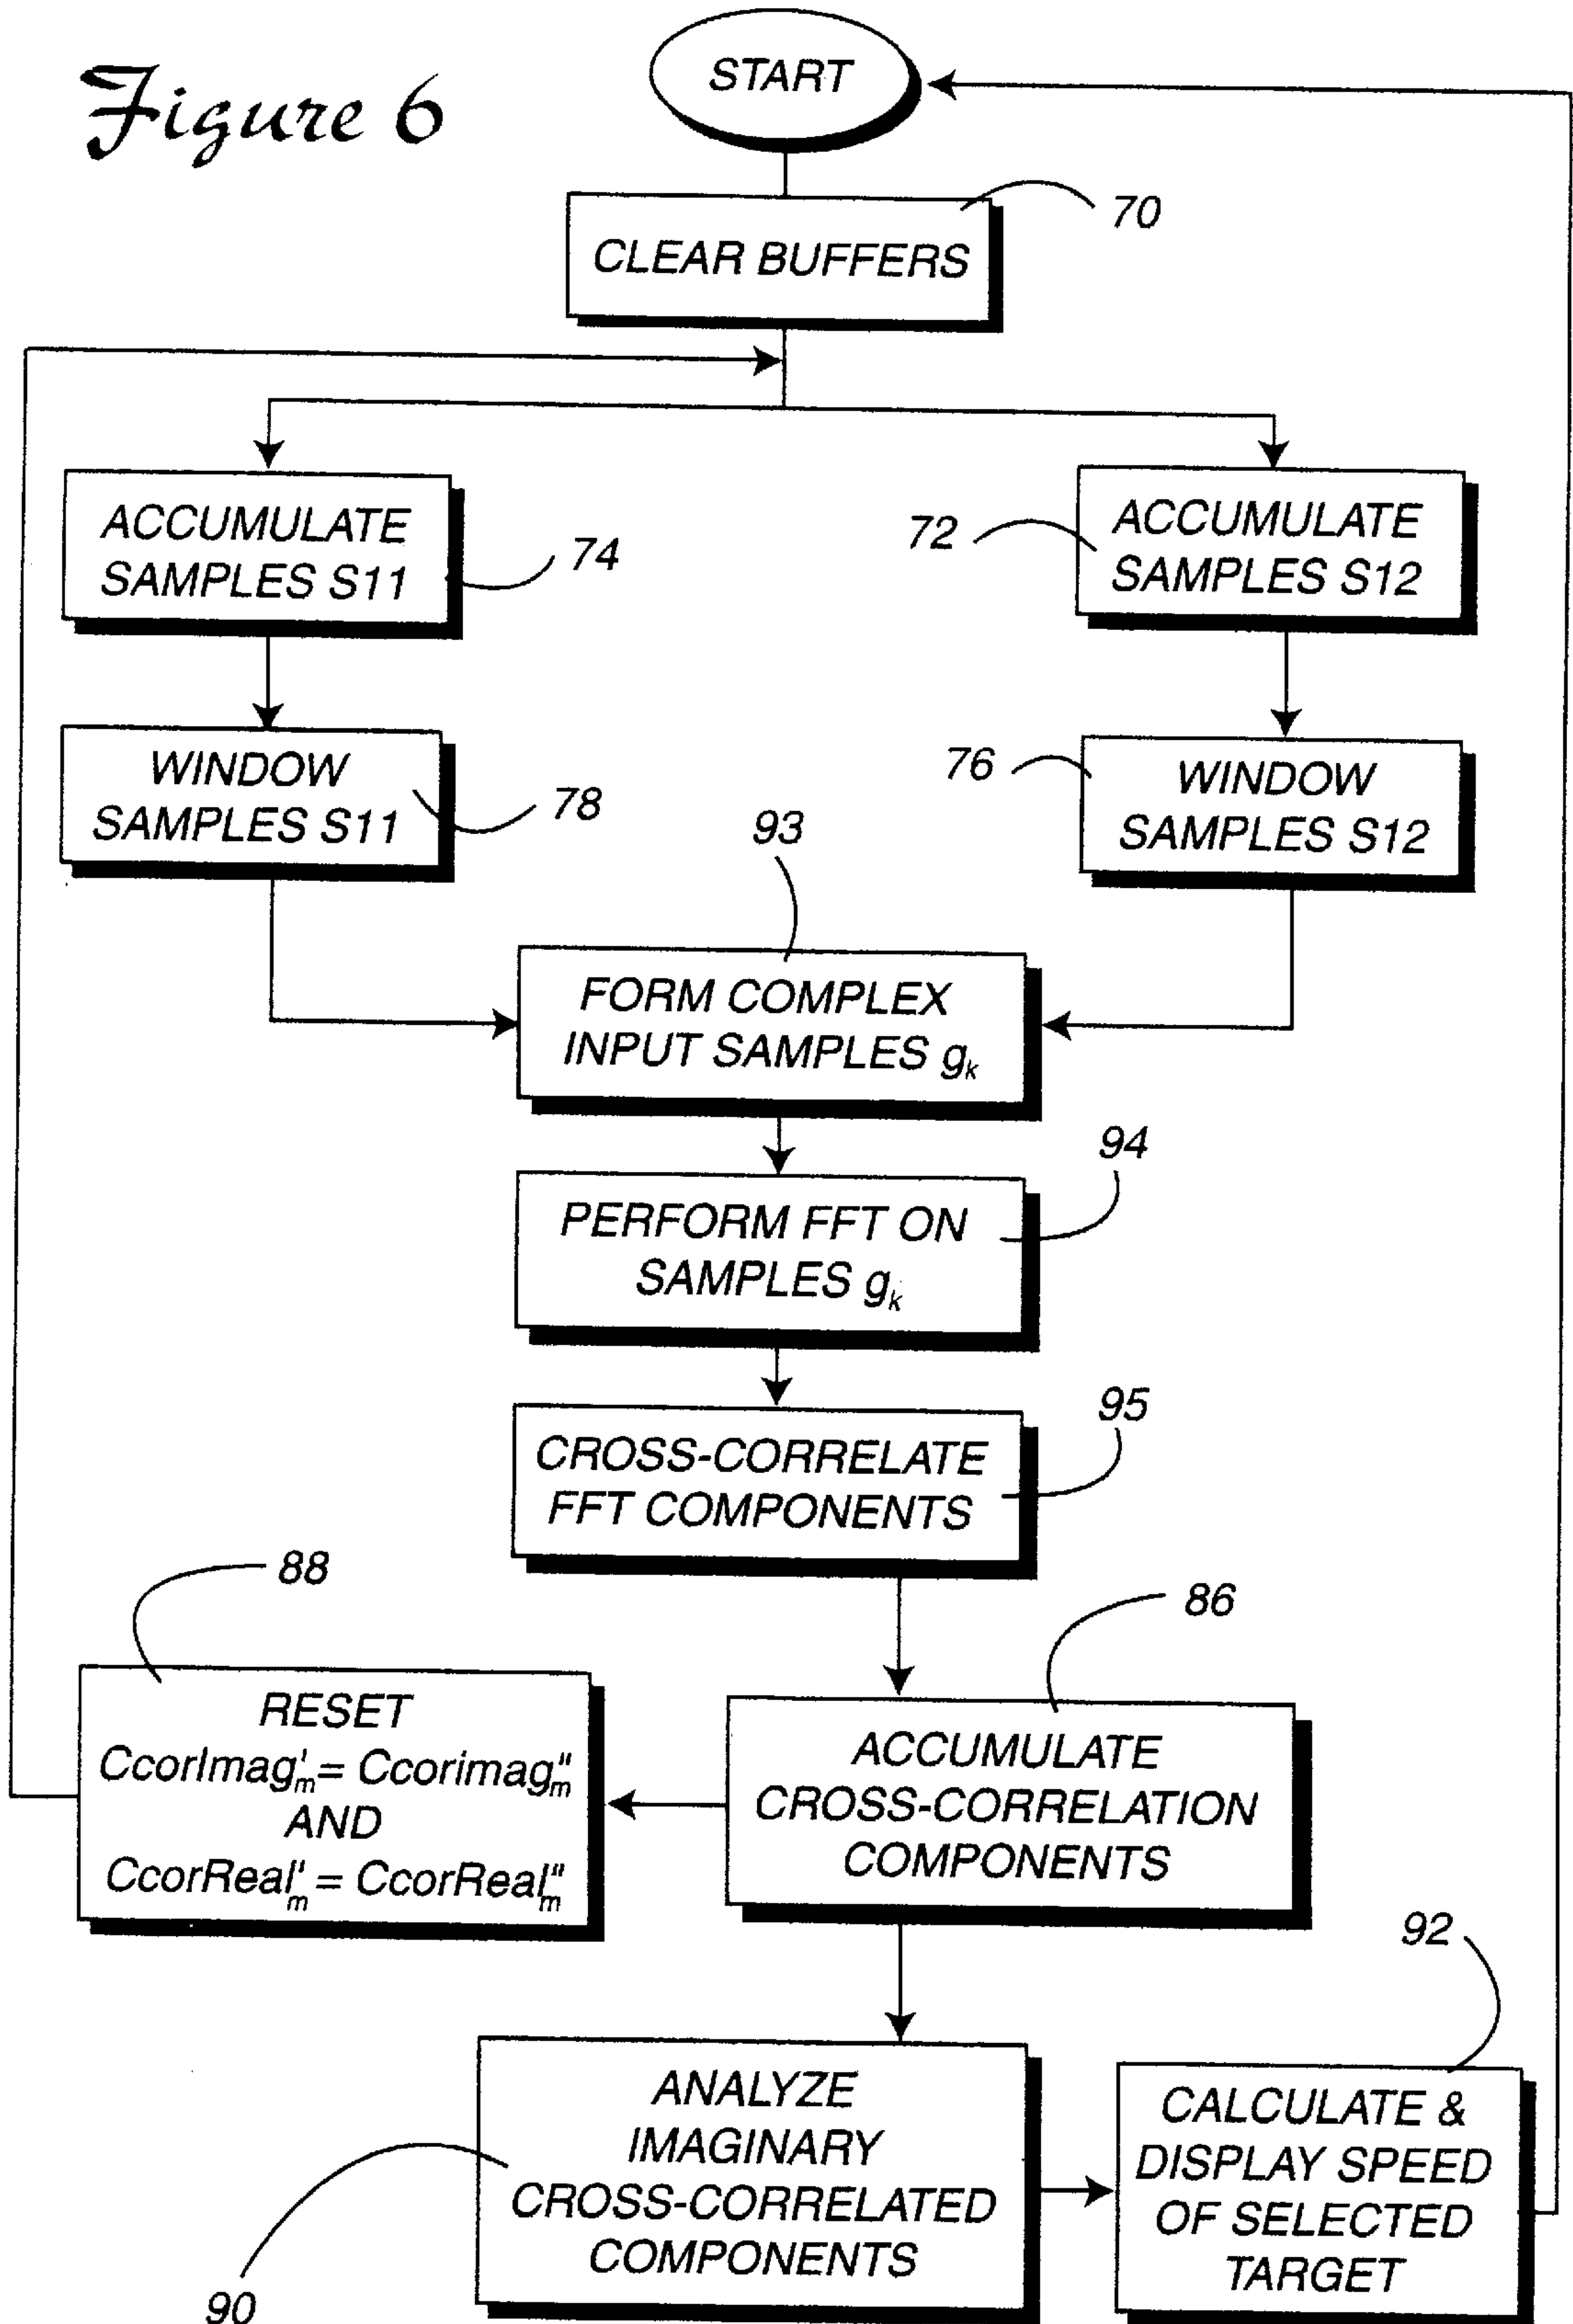 Figure 6
START
70
CLEAR BUFFERS
ACCUMULATE
SAMPLES S11
74
72
ACCUMULATE
SAMPLES S12
WINDOW
SAMPLES S11
78
76
WINDOW
SAMPLES S12
93
FORM COMPLEX
INPUT SAMPLES gₖ
94
PERFORM FFT ON
SAMPLES gₖ
95
CROSS-CORRELATE
FFT COMPONENTS
88
86
RESET
CcorImag'ₘ = Ccorimag"ₘ
AND
CcorReal'ₘ = CcorReal"ₘ
ACCUMULATE
CROSS-CORRELATION
COMPONENTS
92
ANALYZE
IMAGINARY
CROSS-CORRELATED
COMPONENTS
90
CALCULATE &
DISPLAY SPEED
OF SELECTED
TARGET